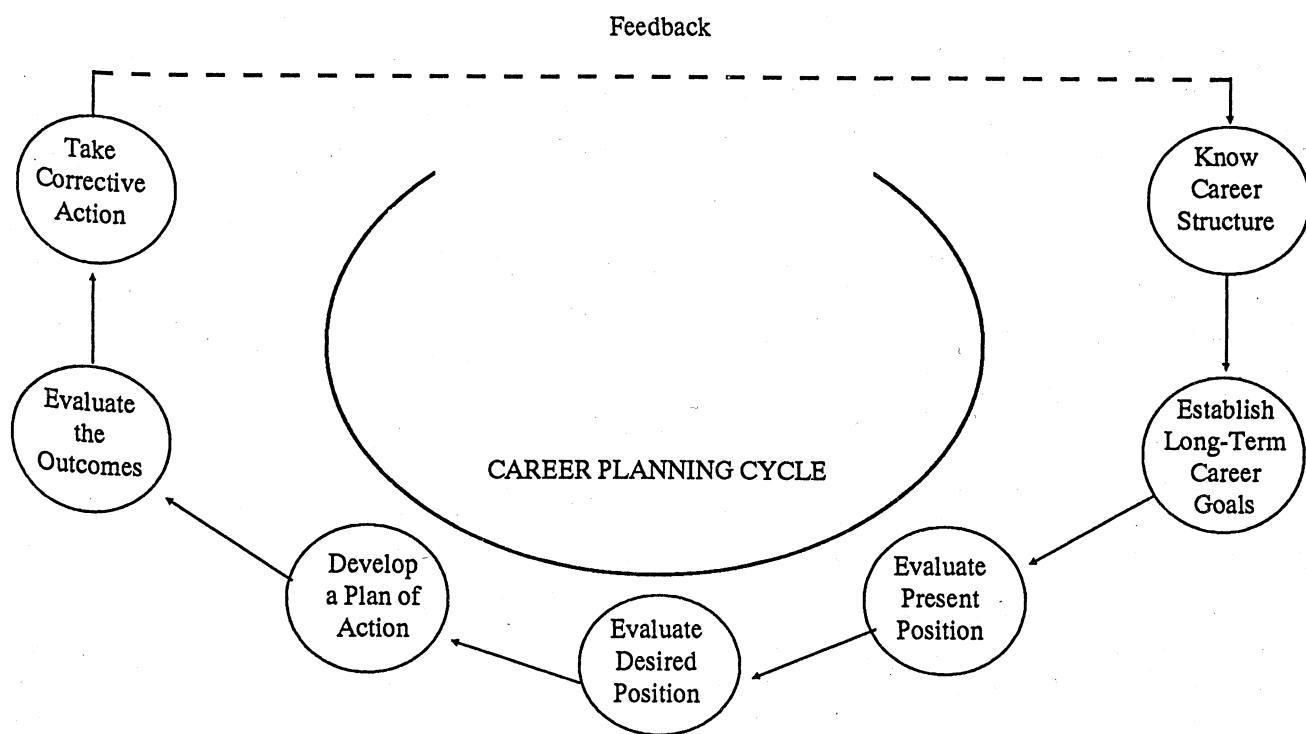 Feedback
Take
Corrective
Action
Know
Career
Structure
Evaluate
the
Outcomes
Establish
Long-Term
Career
Goals
CAREER PLANNING CYCLE
Develop
a Plan of
Action
Evaluate
Desired
Position
Evaluate
Present
Position